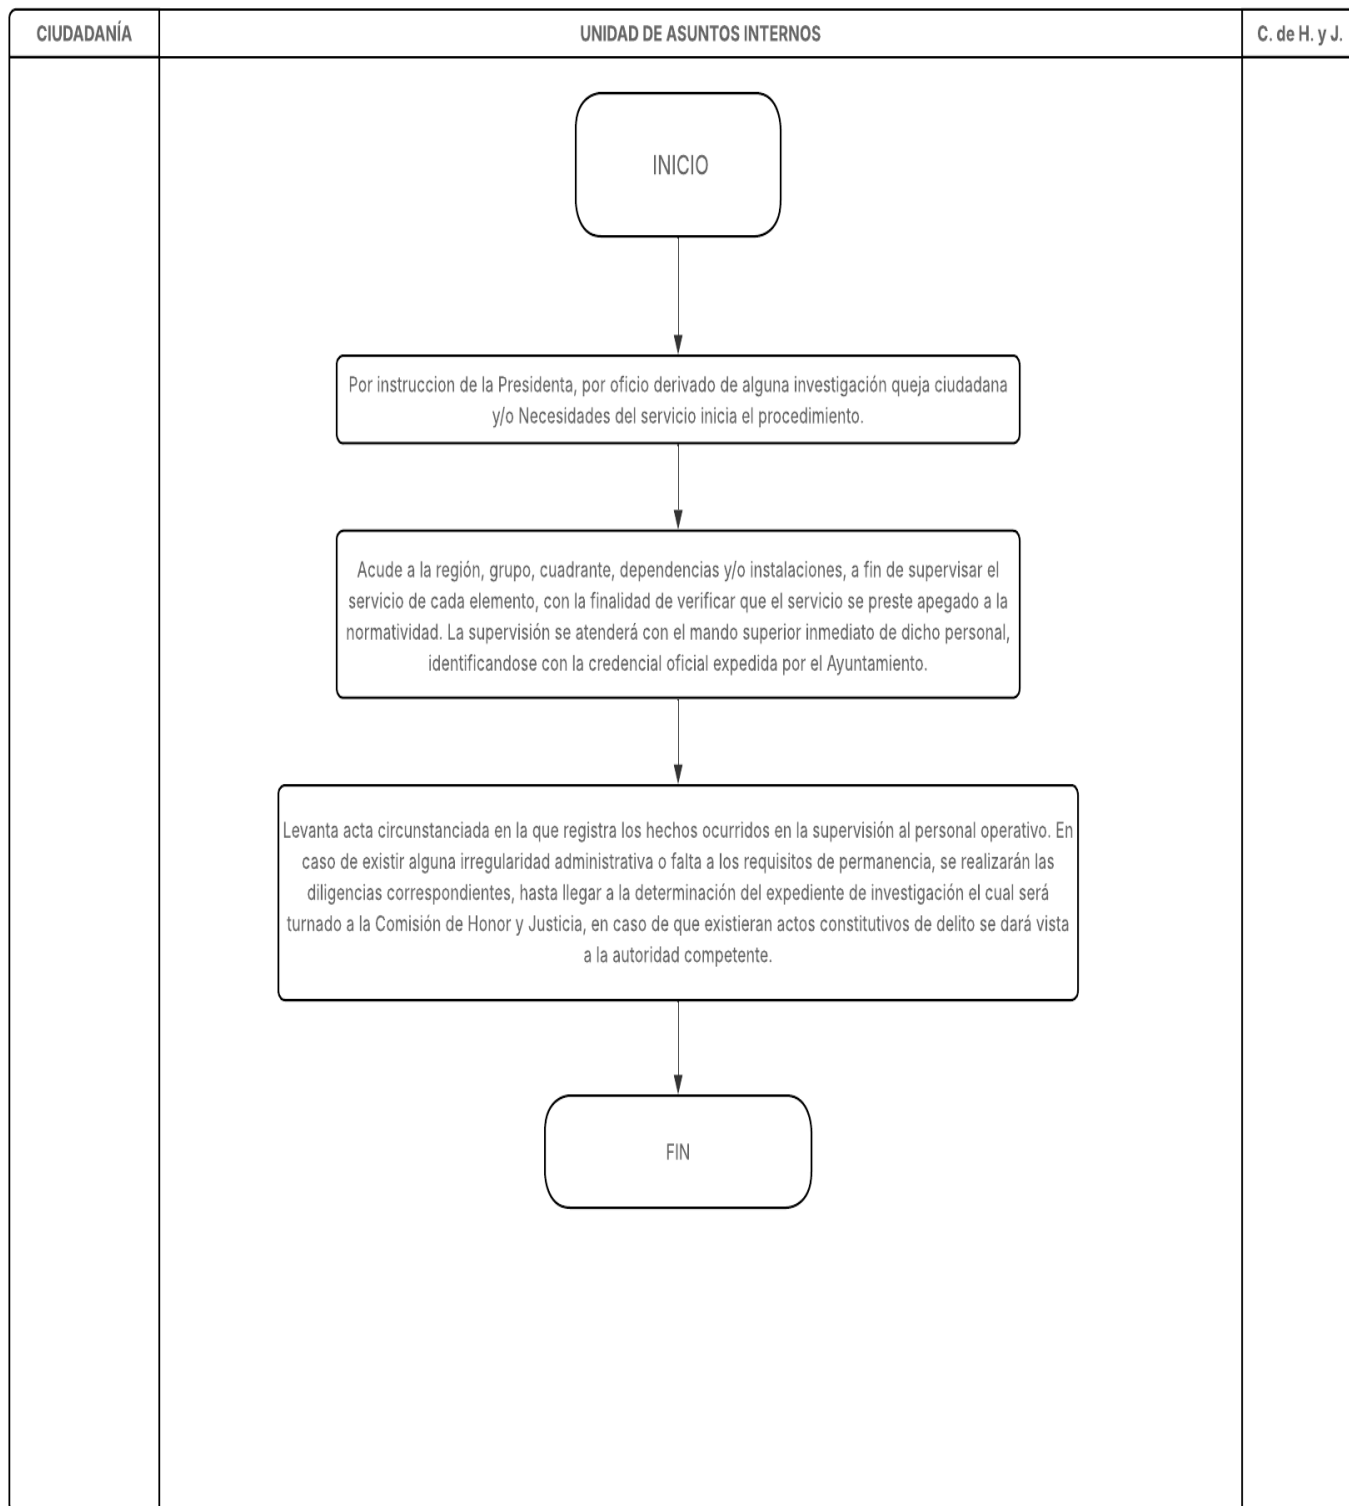 CIUDADANÍA
UNIDAD DE ASUNTOS INTERNOS
C. de H. y J.
INICIO
Por instruccion de la Presidenta, por oficio derivado de alguna investigación queja ciudadana
y/o Necesidades del servicio inicia el procedimiento.
Acude a la región, grupo, cuadrante, dependencias y/o instalaciones, a fin de supervisar el
servicio de cada elemento, con la finalidad de verificar que el servicio se preste apegado a la
normatividad. La supervisión se atenderá con el mando superior inmediato de dicho personal,
identificandose con la credencial oficial expedida por el Ayuntamiento.
Levanta acta circunstanciada en la que registra los hechos ocurridos en la supervisión al personal operativo. En
caso de existir alguna irregularidad administrativa o falta a los requisitos de permanencia, se realizarán las
diligencias correspondientes, hasta llegar a la determinación del expediente de investigación el cual será
turnado a la Comisión de Honor y Justicia, en caso de que existieran actos constitutivos de delito se dará vista
a la autoridad competente.
FIN